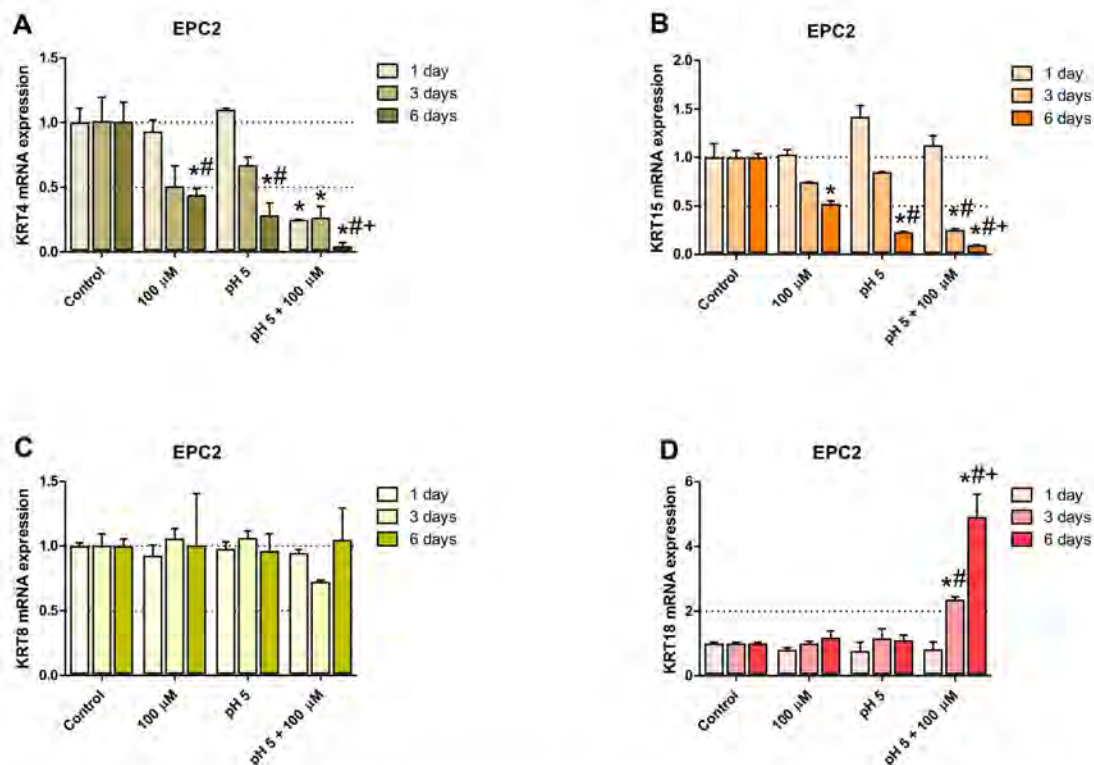 A
EPC2
KRT4 mRNA expression
1.5
1.0
0.5
0.0
*#
*#
*
*
*#+
Control
100 µM
pH 5
pH 5 + 100 µM
1 day
3 days
6 days
B
EPC2
KRT15 mRNA expression
2.0
1.5
1.0
0.5
0.0
*
*#
*#
*#+
Control
100 µM
pH 5
pH 5 + 100 µM
1 day
3 days
6 days
C
EPC2
KRT8 mRNA expression
1.5
1.0
0.5
0.0
Control
100 µM
pH 5
pH 5 + 100 µM
1 day
3 days
6 days
D
EPC2
KRT18 mRNA expression
6
4
2
0
*#
*#+
Control
100 µM
pH 5
pH 5 + 100 µM
1 day
3 days
6 days